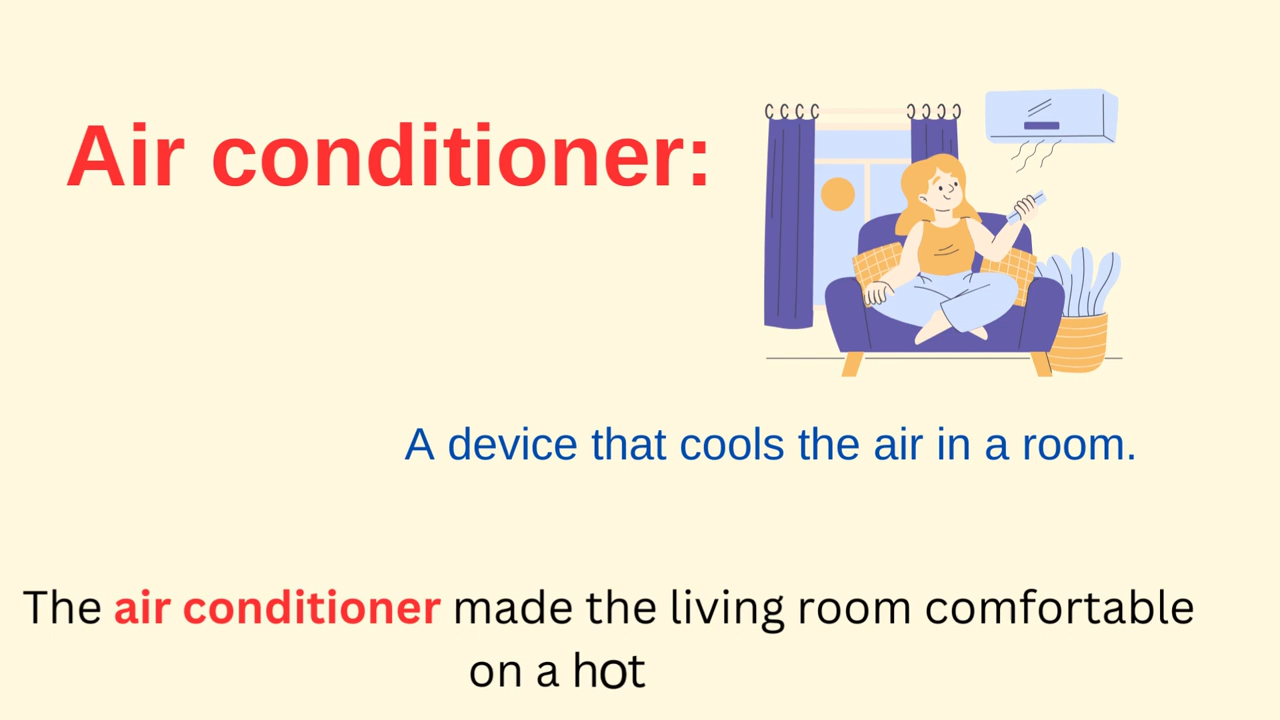 Air conditioner:
A device that cools the air in a room.
The air conditioner made the living room comfortable
on a hot